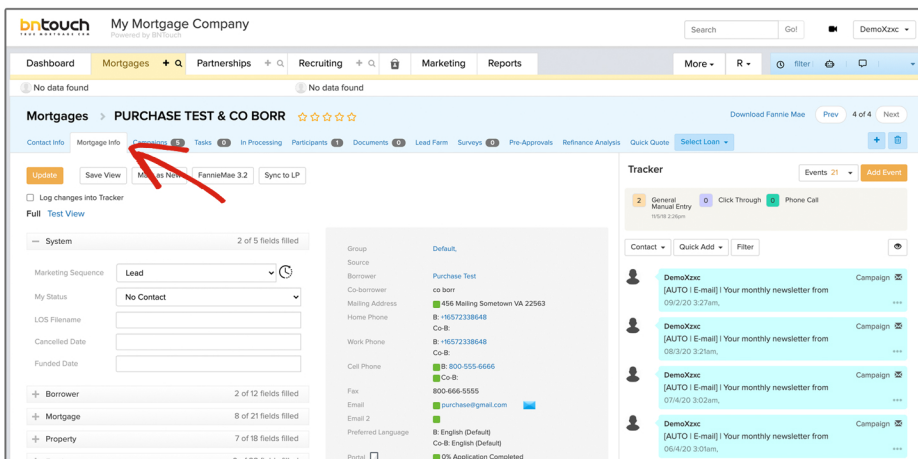 bntouch
TRUE MORTGAGE CRM
My Mortgage Company
Powered by BNTouch
Search
Go!
DemoXzxc
Dashboard
Mortgages
Partnerships
Recruiting
Marketing
Reports
More
R
filter
No data found
No data found
Mortgages > PURCHASE TEST & CO BORR
Download Fannie Mae
Prev
4 of 4
Next
Contact Info
Mortgage Info
Campaigns 5
Tasks 0
In Processing
Participants 1
Documents 0
Lead Farm
Surveys 0
Pre-Approvals
Refinance Analysis
Quick Quote
Select Loan
Update
Save View
as New
FannieMae 3.2
Sync to LP
Log changes into Tracker
Full
Test View
System
2 of 5 fields filled
Marketing Sequence
Lead
My Status
No Contact
LOS Filename
Cancelled Date
Funded Date
Borrower
2 of 12 fields filled
Mortgage
8 of 21 fields filled
Property
7 of 18 fields filled
Group
Default,
Source
Borrower
Purchase Test
Co-borrower
co borr
Mailing Address
456 Mailing Sometown VA 22563
Home Phone
B: +16572338648
Co-B:
Work Phone
B: +16572338648
Co-B:
Cell Phone
B: 800-555-6666
Co-B:
Fax
800-666-5555
Email
purchase@gmail.com
Email 2
Preferred Language
B: English (Default)
Co-B: English (Default)
Portal
0% Application Completed
Tracker
Events 21
Add Event
2
General
Manual Entry
11/5/18 2:26pm
0
Click Through
0
Phone Call
Contact
Quick Add
Filter
DemoXzxc
Campaign
[AUTO | E-mail] | Your monthly newsletter from
09/2/20 3:27am,
DemoXzxc
Campaign
[AUTO | E-mail] | Your monthly newsletter from
08/3/20 3:21am,
DemoXzxc
Campaign
[AUTO | E-mail] | Your monthly newsletter from
07/4/20 3:02am,
DemoXzxc
Campaign
[AUTO | E-mail] | Your monthly newsletter from
06/4/20 3:01am,